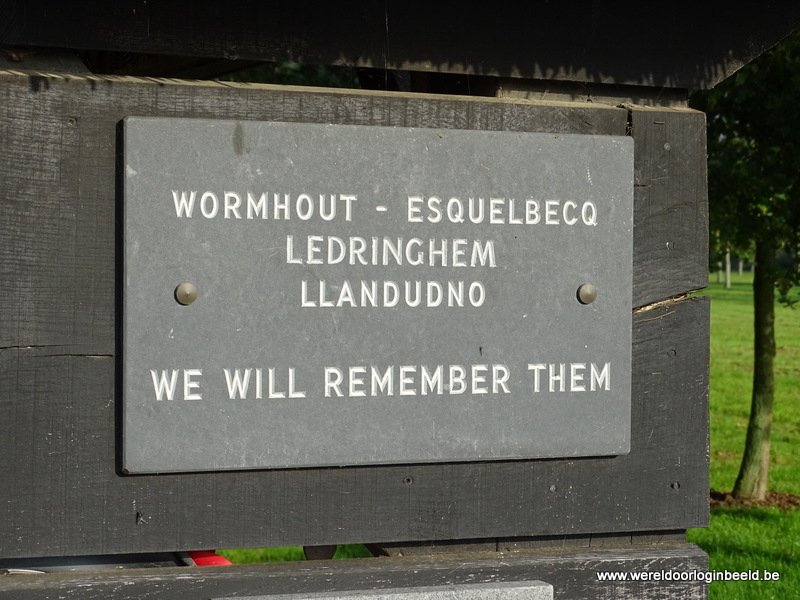 WORMHOUT - ESQUELBECQ
LEDRINGHEM
LLANDUDNO
WE WILL REMEMBER THEM
www.wereldoorloginbeeld.be